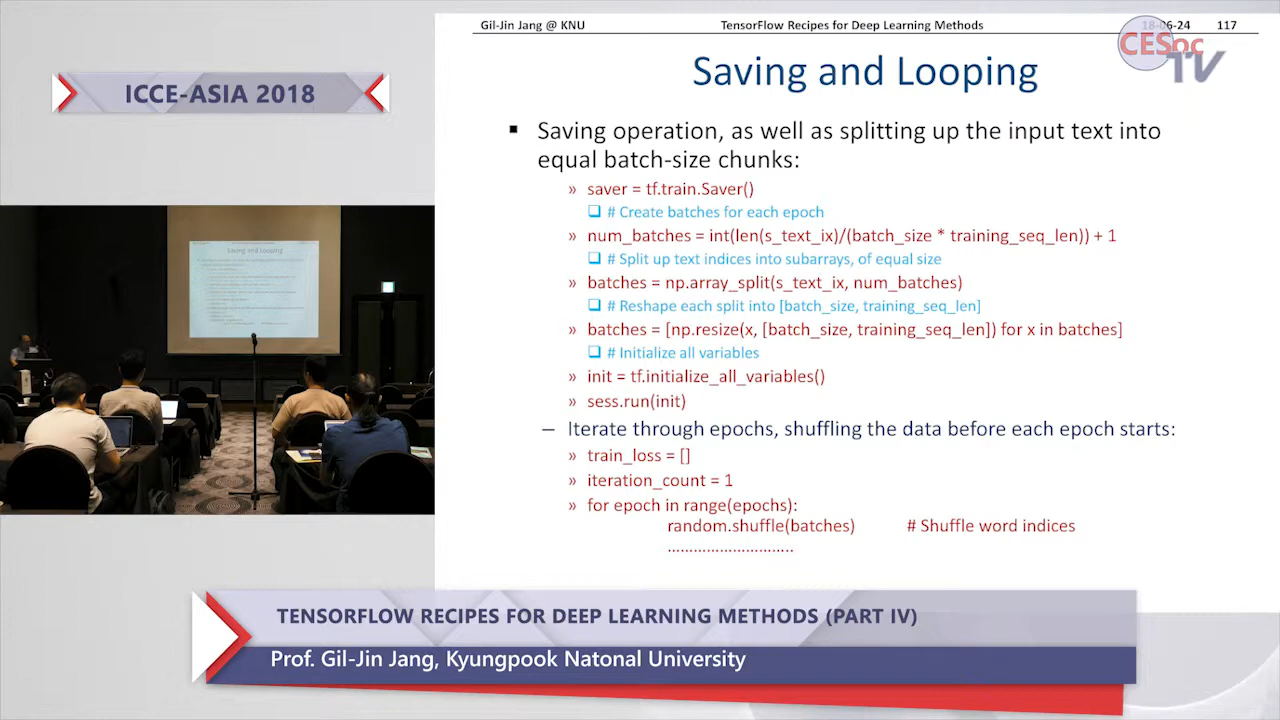 Gil-Jin Jang @ KNU TensorFlow Recipes for Deep Learning Methods 18-06-24 117
CESoc
TV
ICCE-ASIA 2018
Saving and Looping
▪ Saving operation, as well as splitting up the input text into
equal batch-size chunks:
» saver = tf.train.Saver()
❑ # Create batches for each epoch
» num_batches = int(len(s_text_ix)/(batch_size * training_seq_len)) + 1
❑ # Split up text indices into subarrays, of equal size
» batches = np.array_split(s_text_ix, num_batches)
❑ # Reshape each split into [batch_size, training_seq_len]
» batches = [np.resize(x, [batch_size, training_seq_len]) for x in batches]
❑ # Initialize all variables
» init = tf.initialize_all_variables()
» sess.run(init)
– Iterate through epochs, shuffling the data before each epoch starts:
» train_loss = []
» iteration_count = 1
» for epoch in range(epochs):
random.shuffle(batches) # Shuffle word indices
.............................
Saving and Looping
TENSORFLOW RECIPES FOR DEEP LEARNING METHODS (PART IV)
Prof. Gil-Jin Jang, Kyungpook Natonal University